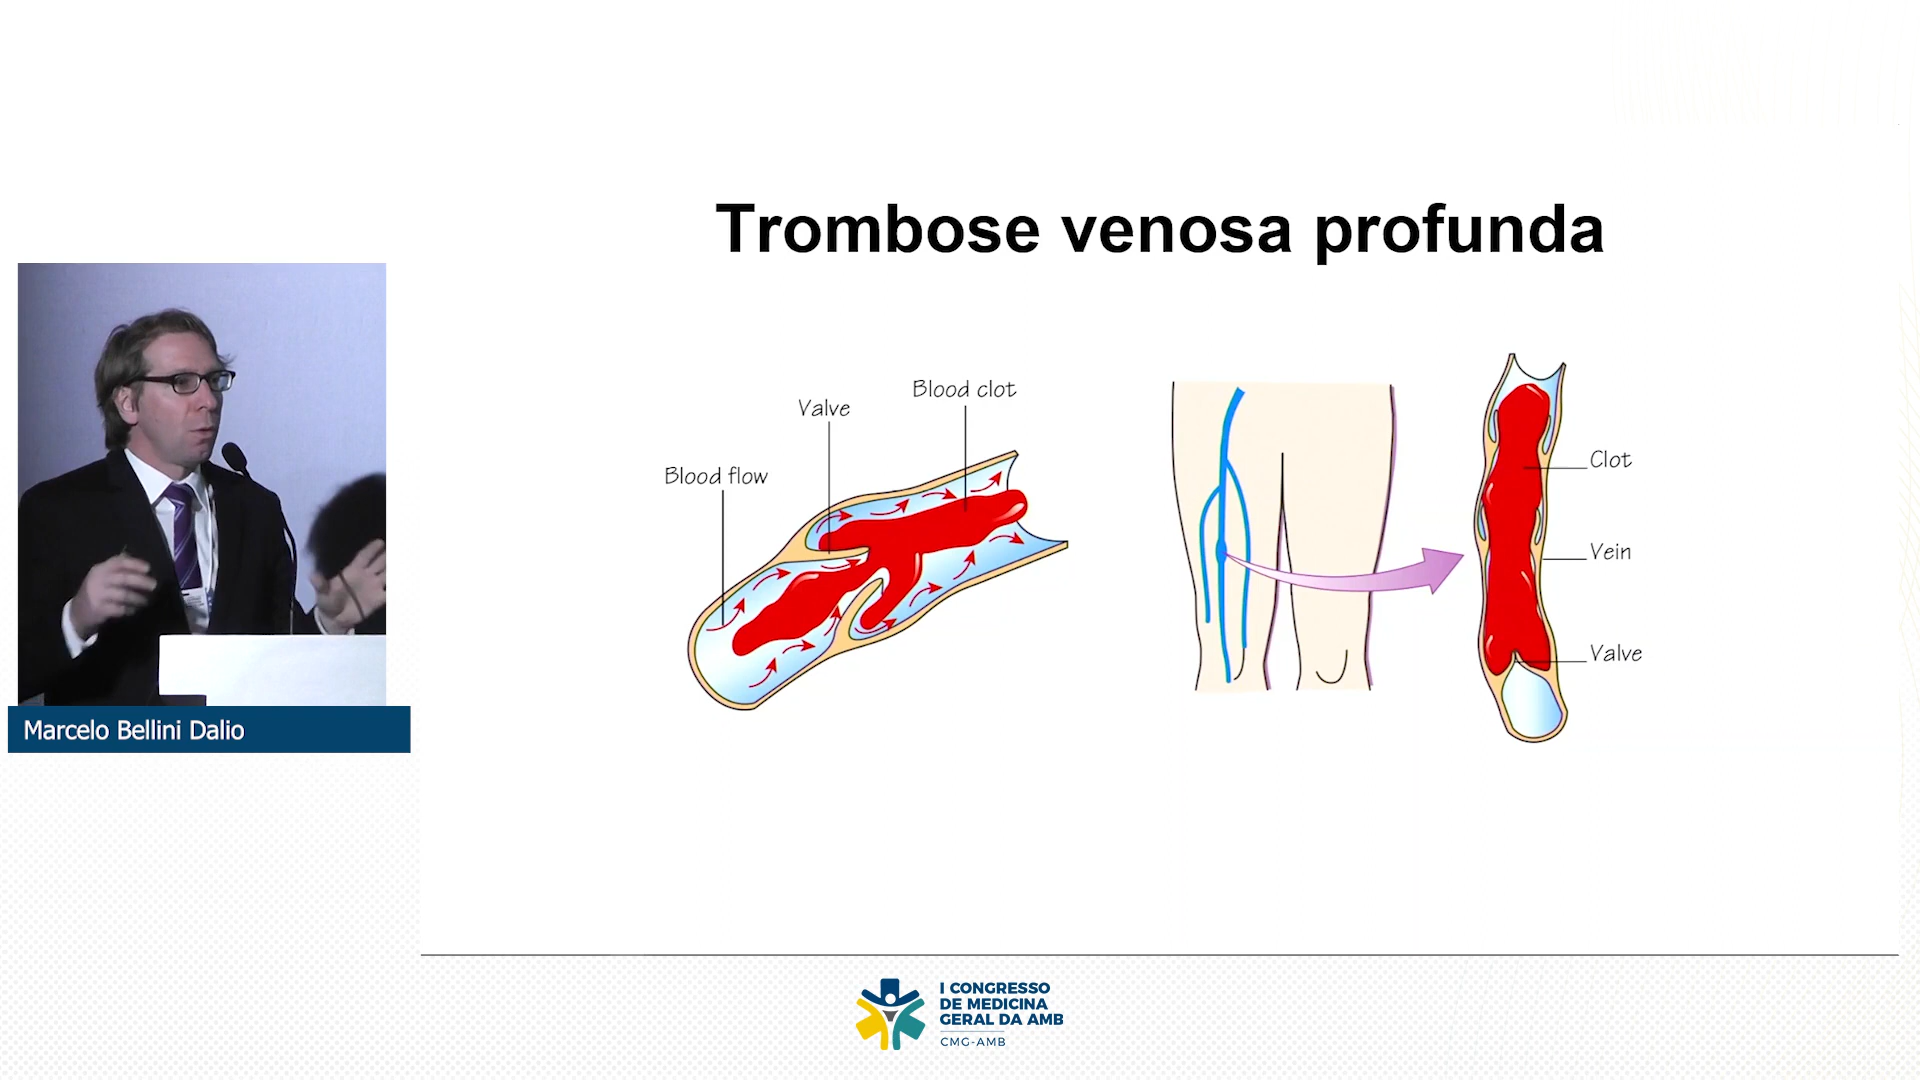 Trombose venosa profunda
Blood clot
Valve
Blood flow
Clot
Vein
Valve
Marcelo Bellini Dalio
I CONGRESSO
DE MEDICINA
GERAL DA AMB
CMG-AMB